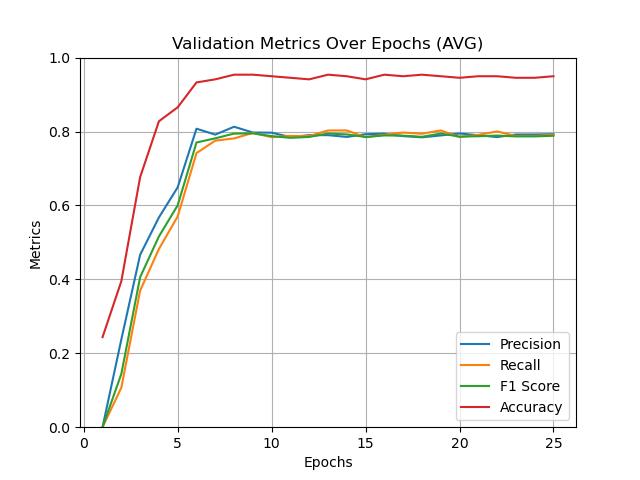 Validation Metrics Over Epochs (AVG)
1.0
0.8
0.6
0.4
0.2
0.0
Metrics
0 5 10 15 20 25
Epochs
Precision
Recall
F1 Score
Accuracy